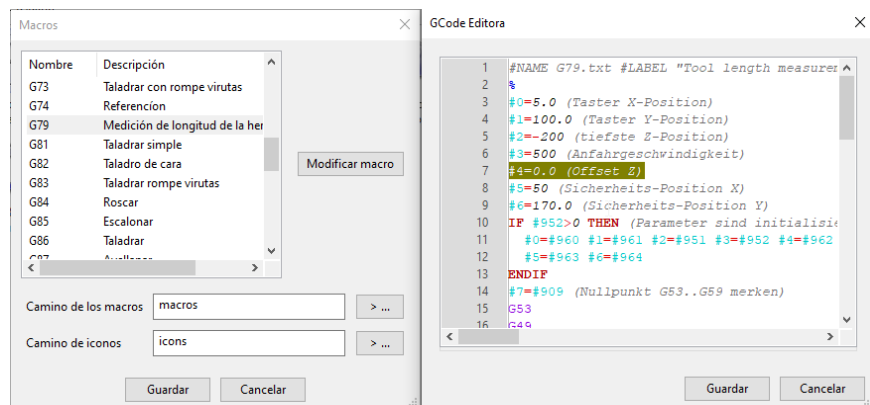 Macros
Nombre Descripción
G73 Taladrar con rompe virutas
G74 Referencíon
G79 Medición de longitud de la her
G81 Taladrar simple
G82 Taladro de cara
G83 Taladrar rompe virutas
G84 Roscar
G85 Escalonar
G86 Taladrar
Modificar macro
Camino de los macros macros > ...
Camino de iconos icons > ...
Guardar Cancelar
GCode Editora
1 #NAME G79.txt #LABEL "Tool length measurer
2 %
3 #0=5.0 (Taster X-Position)
4 #1=100.0 (Taster Y-Position)
5 #2=-200 (tiefste Z-Position)
6 #3=500 (Anfahrgeschwindigkeit)
7 #4=0.0 (Offset Z)
8 #5=50 (Sicherheits-Position X)
9 #6=170.0 (Sicherheits-Position Y)
10 IF #952>0 THEN (Parameter sind initialisie
11 #0=#960 #1=#961 #2=#951 #3=#952 #4=#962
12 #5=#963 #6=#964
13 ENDIF
14 #7=#909 (Nullpunkt G53..G59 merken)
15 G53
16 G49
Guardar Cancelar